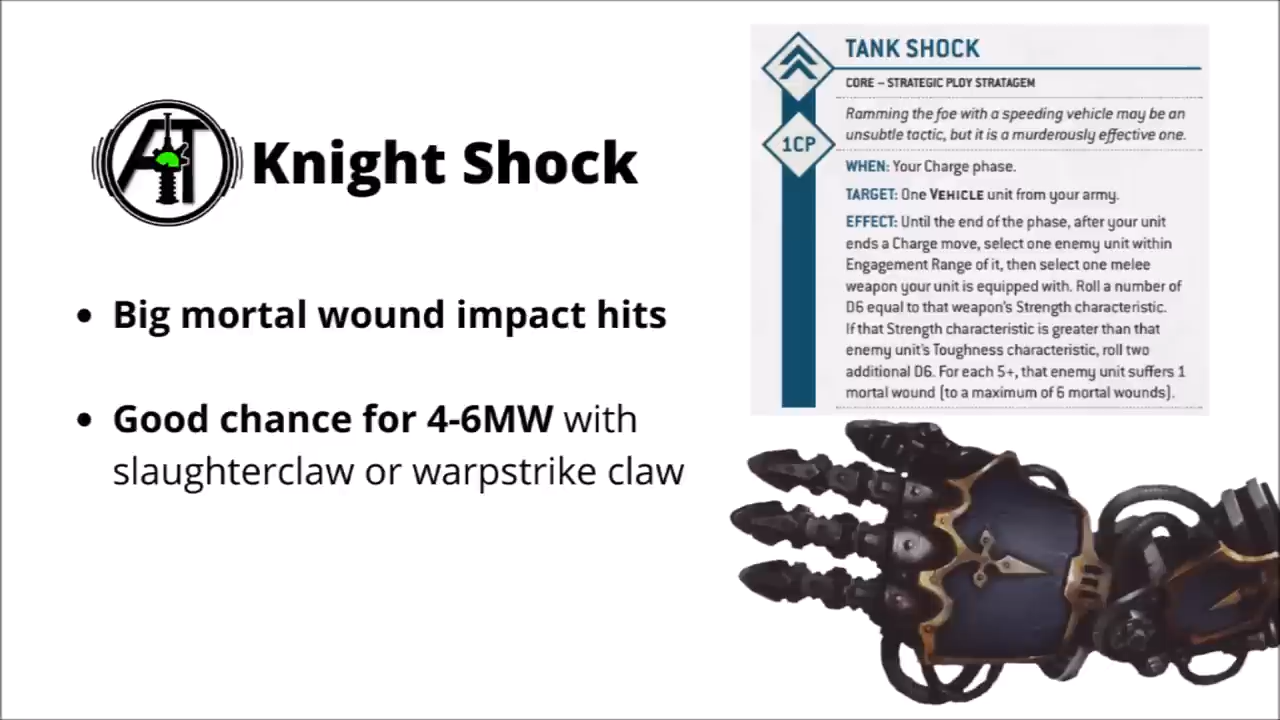 AT
Knight Shock
• Big mortal wound impact hits
• Good chance for 4-6MW with
slaughterclaw or warpstrike claw
TANK SHOCK
CORE – STRATEGIC PLOY STRATAGEM
Ramming the foe with a speeding vehicle may be an
unsubtle tactic, but it is a murderously effective one.
1CP
WHEN: Your Charge phase.
TARGET: One VEHICLE unit from your army.
EFFECT: Until the end of the phase, after your unit
ends a Charge move, select one enemy unit within
Engagement Range of it, then select one melee
weapon your unit is equipped with. Roll a number of
D6 equal to that weapon's Strength characteristic.
If that Strength characteristic is greater than that
enemy unit's Toughness characteristic, roll two
additional D6. For each 5+, that enemy unit suffers 1
mortal wound (to a maximum of 6 mortal wounds).